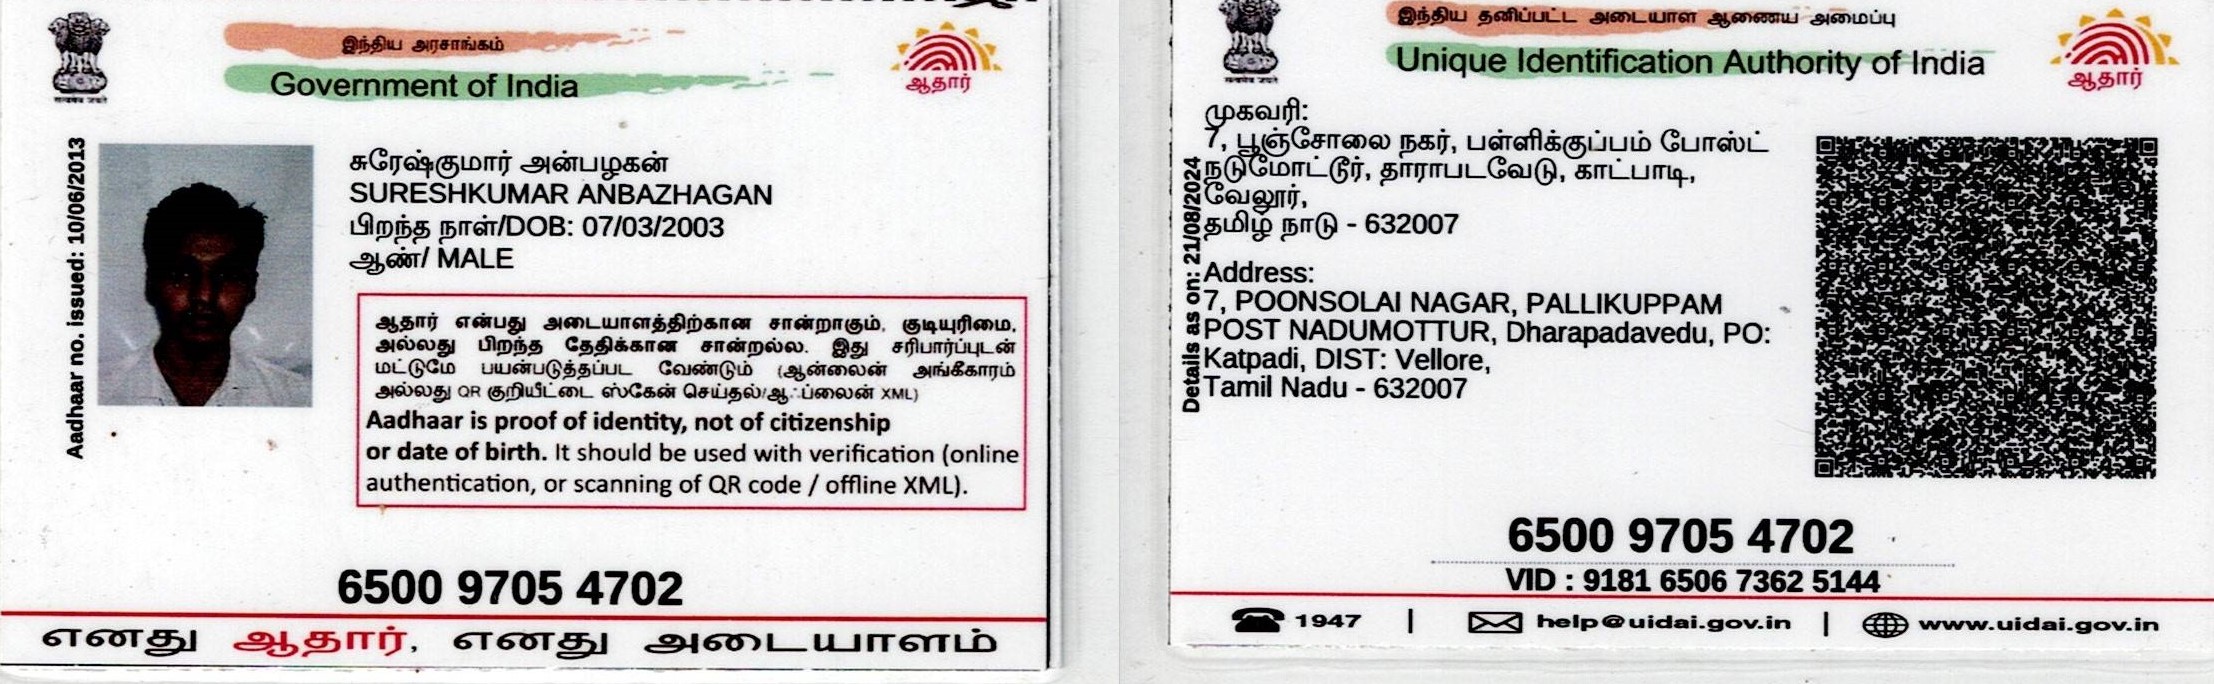 இந்திய அரசாங்கம்
Government of India
ஆதார்
Aadhaar no. issued: 10/06/2013
சுரேஷ்குமார் அன்பழகன்
SURESHKUMAR ANBAZHAGAN
பிறந்த நாள்/DOB: 07/03/2003
ஆண்/ MALE
ஆதார் என்பது அடையாளத்திற்கான சான்றாகும், குடியுரிமை,
அல்லது பிறந்த தேதிக்கான சான்றல்ல. இது சரிபார்ப்புடன்
மட்டுமே பயன்படுத்தப்பட வேண்டும் (ஆன்லைன் அங்கீகாரம்
அல்லது QR குறியீட்டை ஸ்கேன் செய்தல்/ஆஃப்லைன் XML)
Aadhaar is proof of identity, not of citizenship
or date of birth. It should be used with verification (online
authentication, or scanning of QR code / offline XML).
6500 9705 4702
எனது ஆதார், எனது அடையாளம்
இந்திய தனிப்பட்ட அடையாள ஆணைய அமைப்பு
Unique Identification Authority of India
ஆதார்
Details as on: 21/08/2024
முகவரி:
7, பூஞ்சோலை நகர், பள்ளிக்குப்பம் போஸ்ட்
நடுமோட்டூர், தாராபடவேடு, காட்பாடி,
வேலூர்,
தமிழ் நாடு - 632007
Address:
7, POONSOLAI NAGAR, PALLIKUPPAM
POST NADUMOTTUR, Dharapadavedu, PO:
Katpadi, DIST: Vellore,
Tamil Nadu - 632007
6500 9705 4702
VID : 9181 6506 7362 5144
1947 | help@uidai.gov.in | www.uidai.gov.in